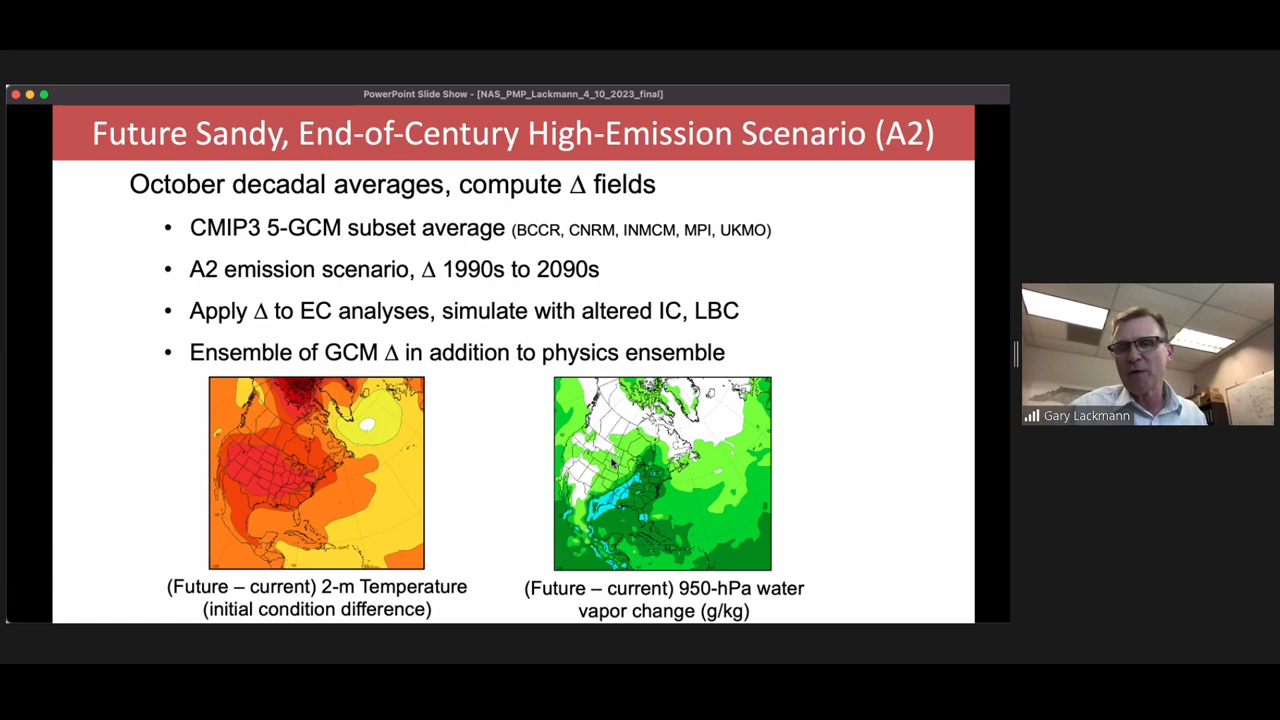 PowerPoint Slide Show - [NAS_PMP_Lackmann_4_10_2023_final]
Future Sandy, End-of-Century High-Emission Scenario (A2)
October decadal averages, compute Δ fields
• CMIP3 5-GCM subset average (BCCR, CNRM, INMCM, MPI, UKMO)
• A2 emission scenario, Δ 1990s to 2090s
• Apply Δ to EC analyses, simulate with altered IC, LBC
• Ensemble of GCM Δ in addition to physics ensemble
(Future – current) 2-m Temperature
(initial condition difference)
(Future – current) 950-hPa water
vapor change (g/kg)
Gary Lackmann